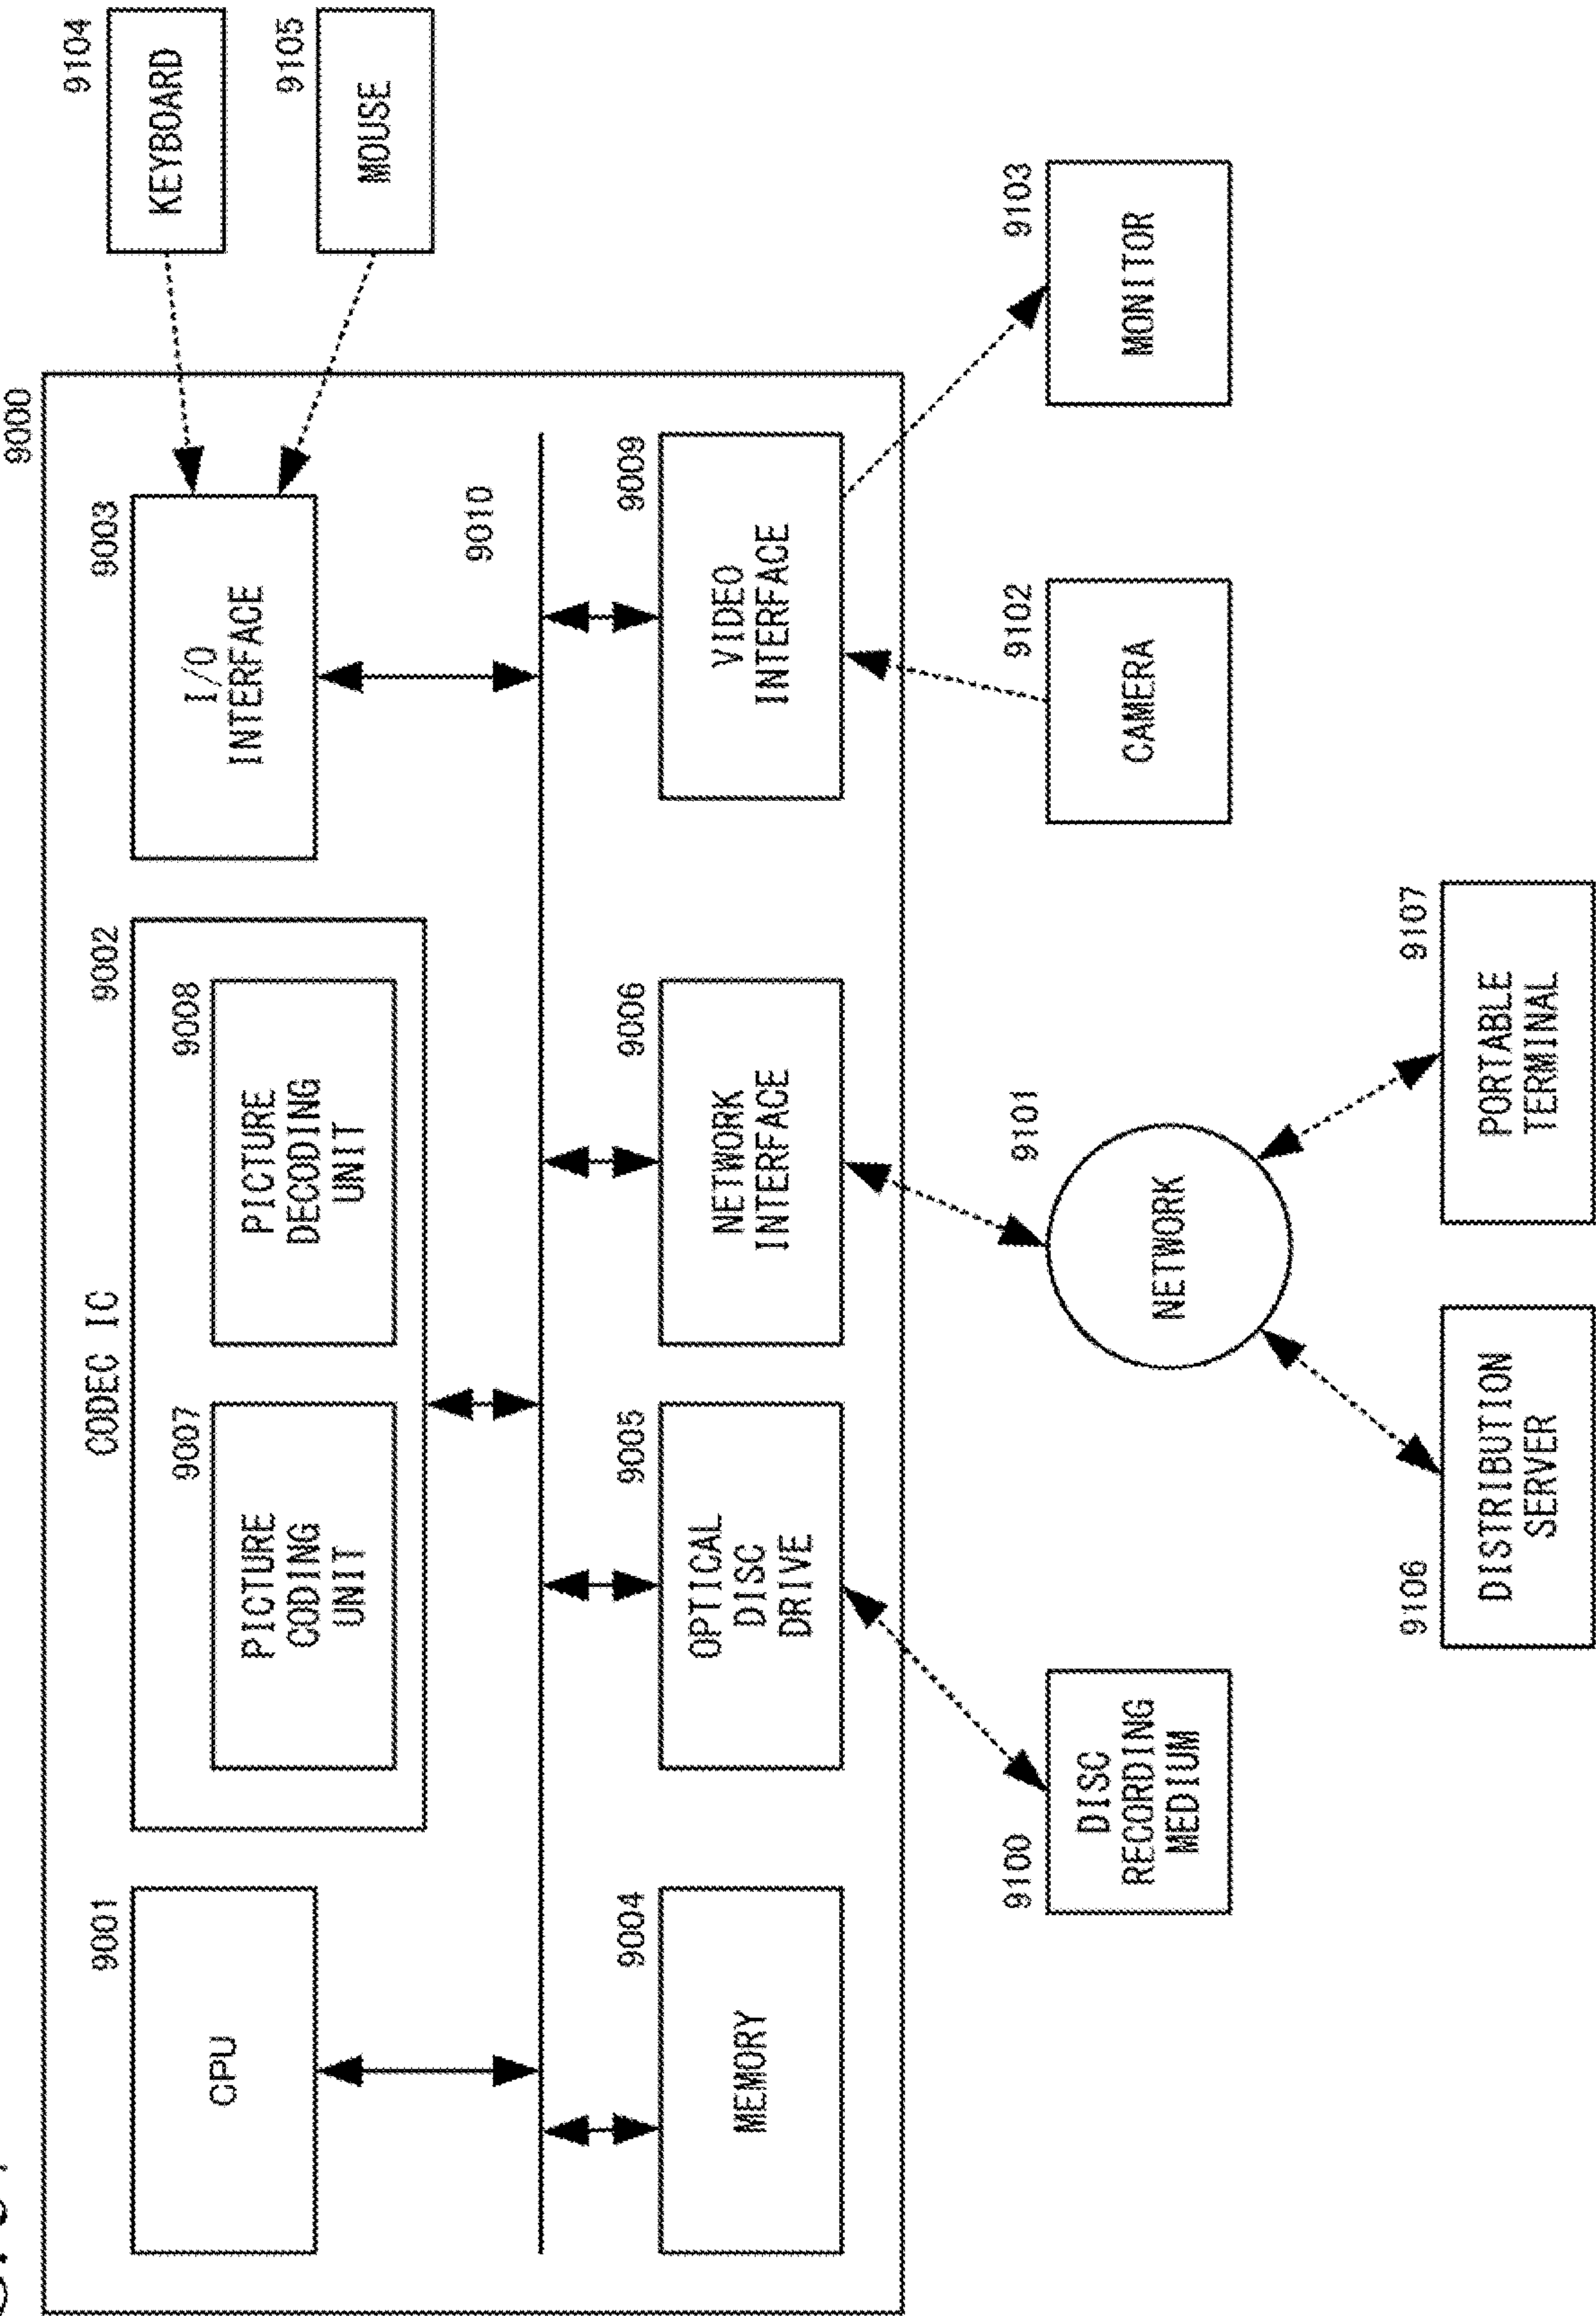 9000
9001
CPU
CODEC IC
9002
9007
PICTURE
CODING
UNIT
9008
PICTURE
DECODING
UNIT
9003
I/O
INTERFACE
9104
KEYBOARD
9105
MOUSE
9010
9004
MEMORY
9005
OPTICAL
DISC
DRIVE
9006
NETWORK
INTERFACE
9009
VIDEO
INTERFACE
9100
DISC
RECORDING
MEDIUM
9101
NETWORK
9102
CAMERA
9103
MONITOR
9106
DISTRIBUTION
SERVER
9107
PORTABLE
TERMINAL